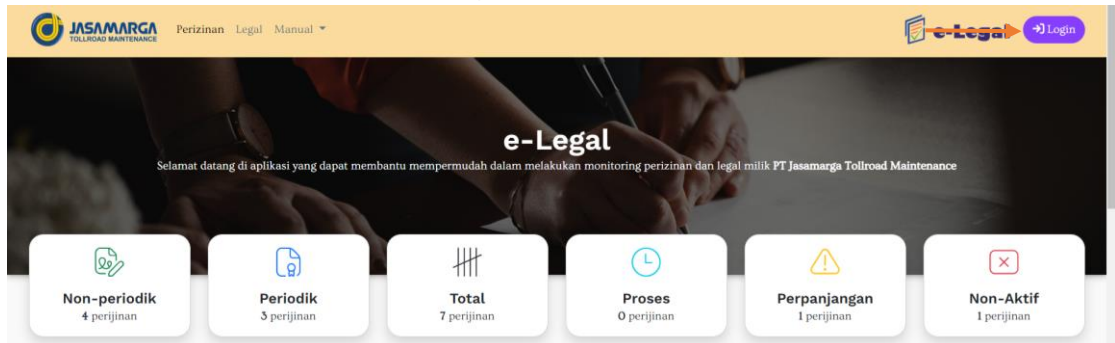 JASAMARGA
TOLLROAD MAINTENANCE
Perizinan Legal Manual
e-Legal
Login
e-Legal
Selamat datang di aplikasi yang dapat membantu mempermudah dalam melakukan monitoring perizinan dan legal milik PT Jasamarga Tollroad Maintenance
Non-periodik
4 perijinan
Periodik
3 perijinan
Total
7 perijinan
Proses
0 perijinan
Perpanjangan
1 perijinan
Non-Aktif
1 perijinan